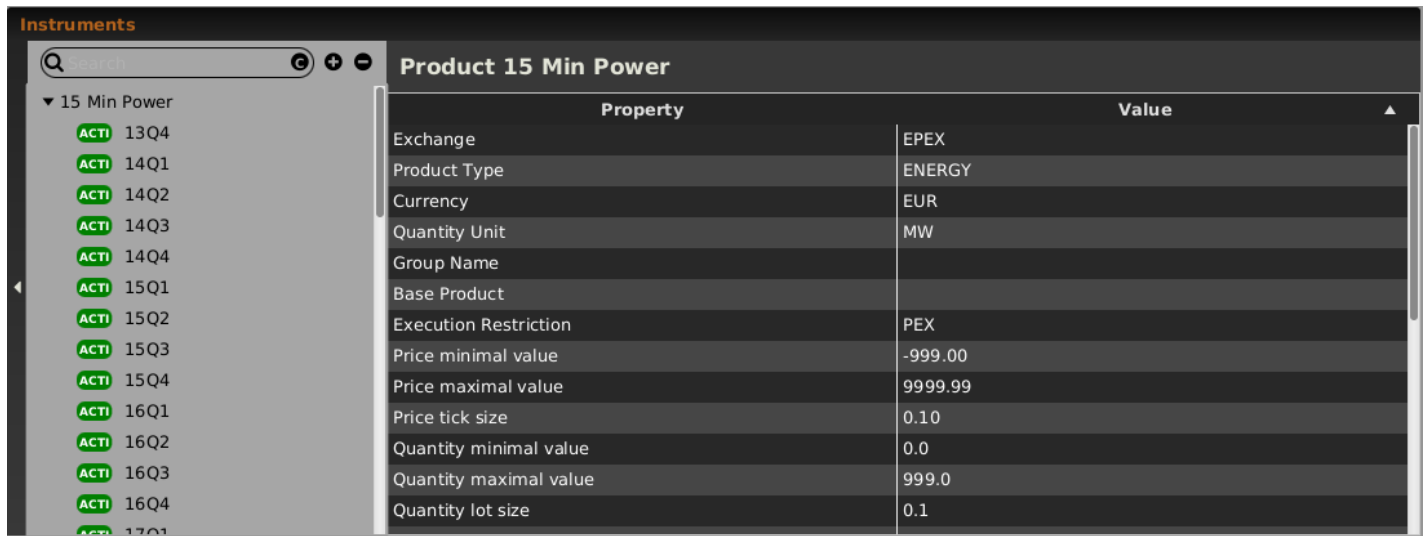 Instruments
Search
Product 15 Min Power
15 Min Power
ACTI 13Q4
ACTI 14Q1
ACTI 14Q2
ACTI 14Q3
ACTI 14Q4
ACTI 15Q1
ACTI 15Q2
ACTI 15Q3
ACTI 15Q4
ACTI 16Q1
ACTI 16Q2
ACTI 16Q3
ACTI 16Q4
ACTI 17Q1
Property Value
Exchange EPEX
Product Type ENERGY
Currency EUR
Quantity Unit MW
Group Name
Base Product
Execution Restriction PEX
Price minimal value -999.00
Price maximal value 9999.99
Price tick size 0.10
Quantity minimal value 0.0
Quantity maximal value 999.0
Quantity lot size 0.1